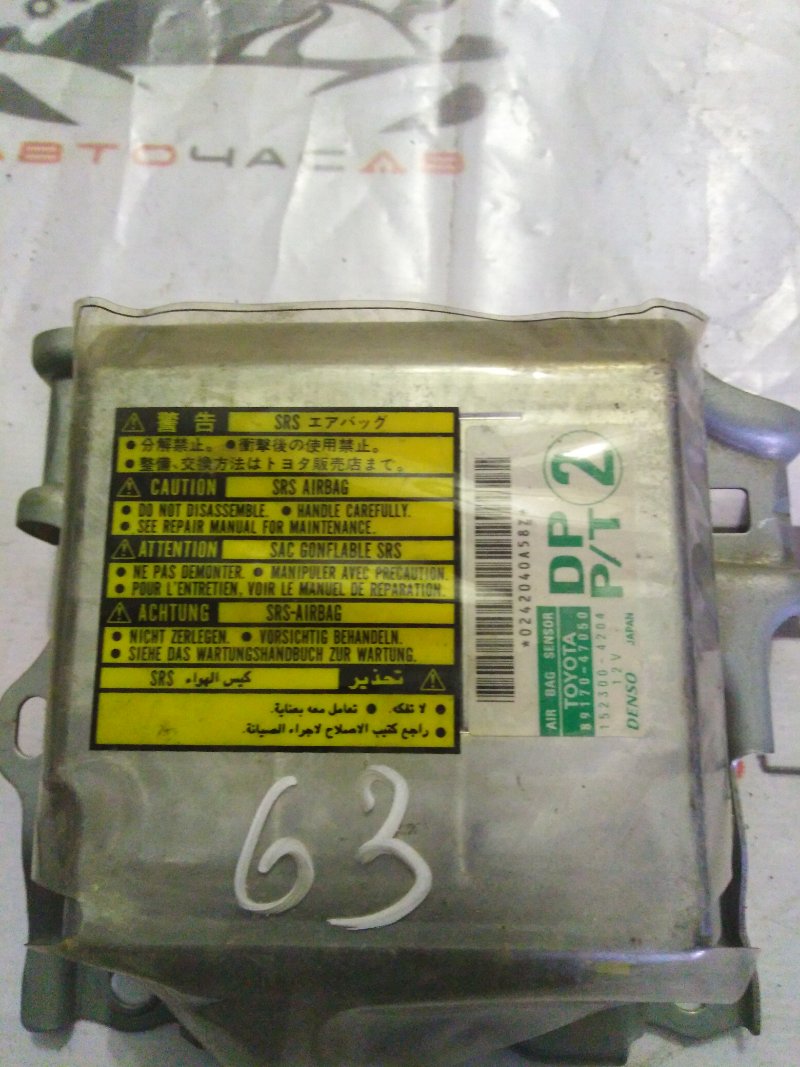 АВТОЧАСАВ
警告 SRS エアバッグ
● 分解禁止。 ● 衝撃後の使用禁止。
● 整備、交換方法はトヨタ販売店まで。
CAUTION SRS AIRBAG
● DO NOT DISASSEMBLE. ● HANDLE CAREFULLY.
● SEE REPAIR MANUAL FOR MAINTENANCE.
ATTENTION SAC GONFLABLE SRS
● NE PAS DEMONTER. ● MANIPULER AVEC PRECAUTION.
● POUR L'ENTRETIEN, VOIR LE MANUEL DE REPARATION.
ACHTUNG SRS-AIRBAG
● NICHT ZERLEGEN. ● VORSICHTIG BEHANDELN.
● SIEHE DAS WARTUNGSHANDBUCH ZUR WARTUNG.
تحذير كيس الهواء SRS
● لا تفكه. ● تعامل معه بعناية.
● راجع كتيب الاصلاح لاجراء الصيانة.
*0242040A58Z*
DP 2
P/T
AIR BAG SENSOR
TOYOTA
89170-47050
152300-4204
12V
DENSO JAPAN
63